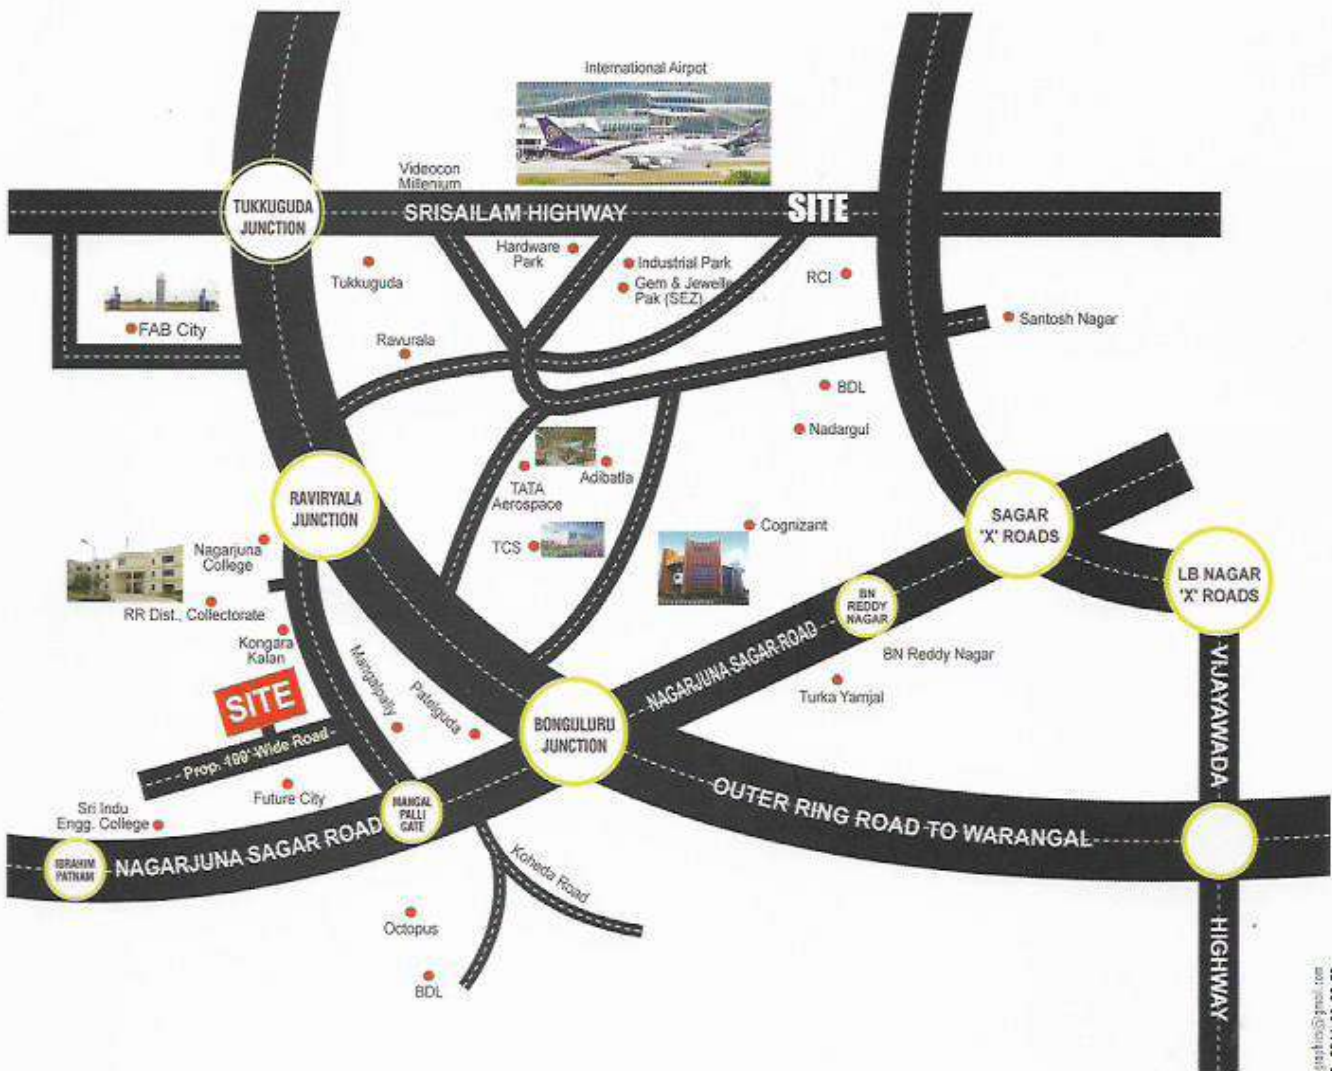 International Airpot
Videocon
Millenium
TUKKUGUDA
JUNCTION
SRISAILAM HIGHWAY
SITE
Hardware
Park
Industrial Park
Gem & Jewelle
Pak (SEZ)
RCI
Tukkuguda
FAB City
Ravurala
Santosh Nagar
BDL
Nadargul
RAVIRYALA
JUNCTION
TATA
Aerospace
Adibatla
TCS
Cognizant
SAGAR
'X' ROADS
LB NAGAR
'X' ROADS
Nagarjuna
College
RR Dist., Collectorate
Kongara
Kalan
BN
REDDY
NAGAR
BN Reddy Nagar
NAGARJUNA SAGAR ROAD
Turka Yamjal
SITE
Mangalpally
Patelguda
BONGULURU
JUNCTION
VIJAYAWADA
Wide Road
Future City
MANGAL
PALLI
GATE
OUTER RING ROAD TO WARANGAL
Sri Indu
Engg. College
IBRAHIM
PATNAM
NAGARJUNA SAGAR ROAD
Koheda Road
Octopus
BDL
HIGHWAY